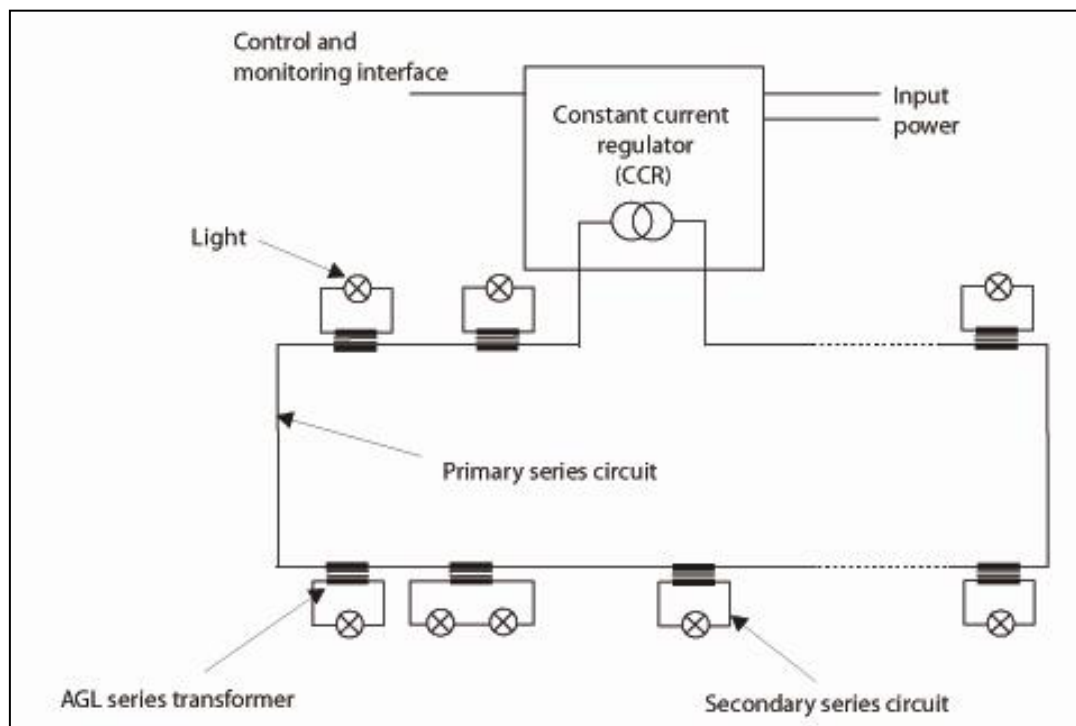 Control and
monitoring interface
Constant current
regulator
(CCR)
Input
power
Light
Primary series circuit
AGL series transformer
Secondary series circuit